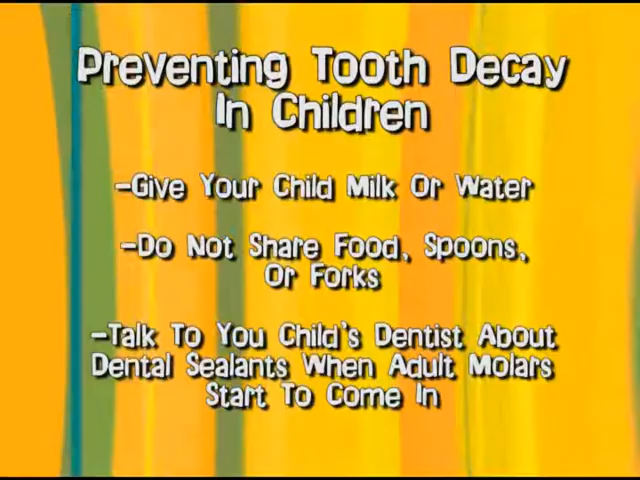 Preventing Tooth Decay
In Children
-Give Your Child Milk Or Water
-Do Not Share Food, Spoons,
Or Forks
-Talk To You Child's Dentist About
Dental Sealants When Adult Molars
Start To Come In